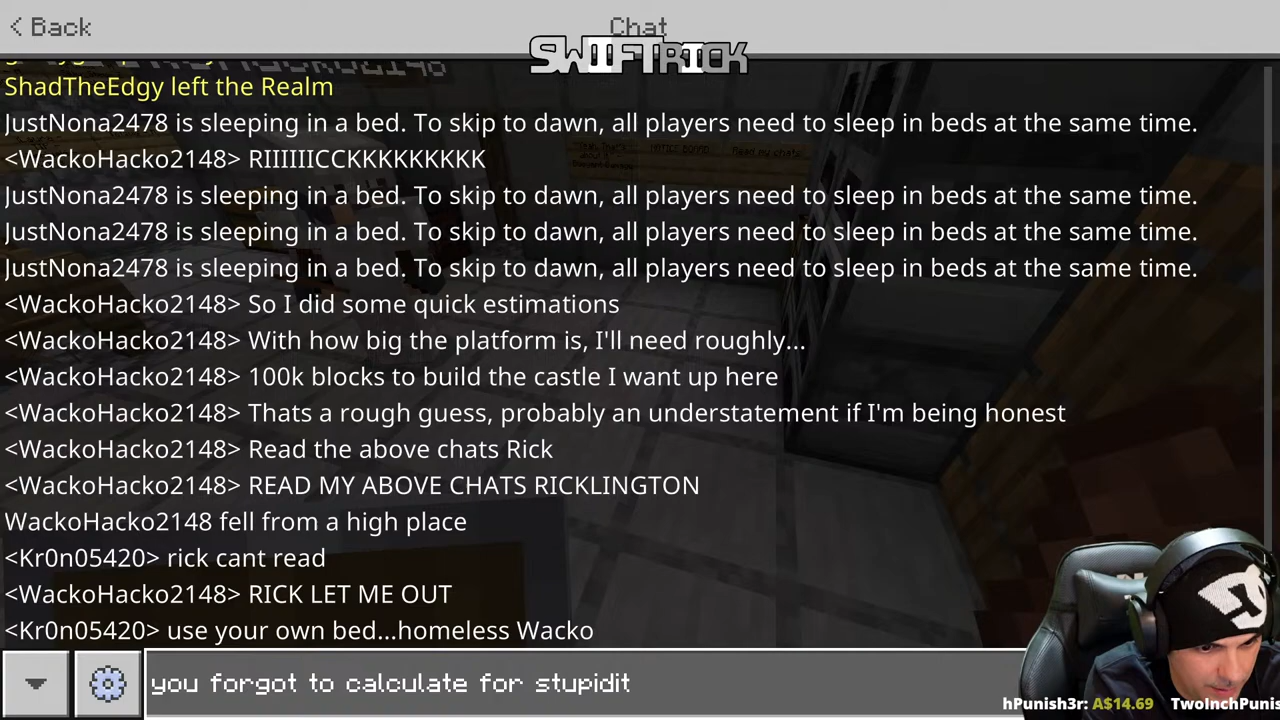 < Back
Chat
SWIFTRICK
ShadTheEdgy left the Realm
JustNona2478 is sleeping in a bed. To skip to dawn, all players need to sleep in beds at the same time.
<WackoHacko2148> RIIIIIICCKKKKKKKKK
JustNona2478 is sleeping in a bed. To skip to dawn, all players need to sleep in beds at the same time.
JustNona2478 is sleeping in a bed. To skip to dawn, all players need to sleep in beds at the same time.
JustNona2478 is sleeping in a bed. To skip to dawn, all players need to sleep in beds at the same time.
<WackoHacko2148> So I did some quick estimations
<WackoHacko2148> With how big the platform is, I'll need roughly...
<WackoHacko2148> 100k blocks to build the castle I want up here
<WackoHacko2148> Thats a rough guess, probably an understatement if I'm being honest
<WackoHacko2148> Read the above chats Rick
<WackoHacko2148> READ MY ABOVE CHATS RICKLINGTON
WackoHacko2148 fell from a high place
<Kr0n05420> rick cant read
<WackoHacko2148> RICK LET ME OUT
<Kr0n05420> use your own bed...homeless Wacko
you forgot to calculate for stupidit
hPunish3r: A$14.69 TwoInchPunis